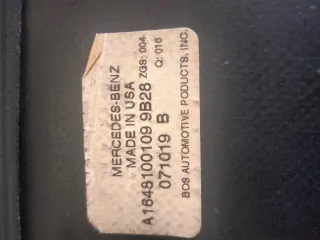 MERCEDES-BENZ
MADE IN USA ZGS: 004
A1648100109 9B28 Q: 016
071019 B
BOS AUTOMOTIVE PODUCTS, INC.